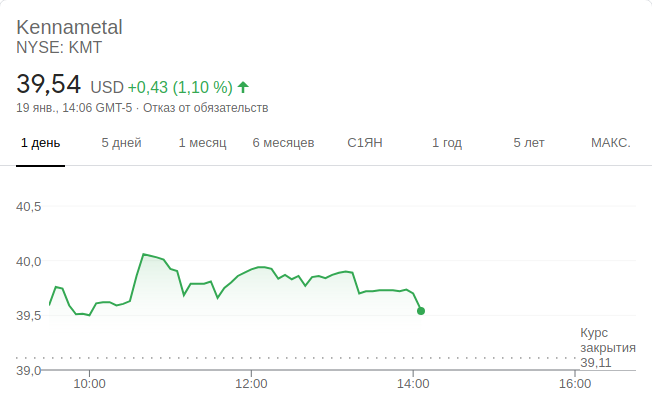 Kennametal
NYSE: KMT
39,54 USD +0,43 (1,10 %)
19 янв., 14:06 GMT-5 · Отказ от обязательств
1 день 5 дней 1 месяц 6 месяцев С1ЯН 1 год 5 лет МАКС.
40,5
40,0
39,5
Курс
закрытия
39,11
39,0
10:00 12:00 14:00 16:00